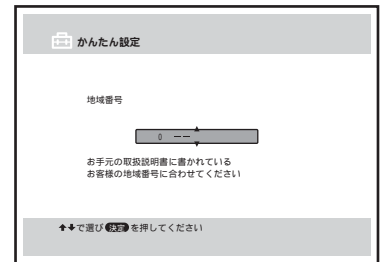 かんたん設定
地域番号
0 −−
お手元の取扱説明書に書かれている
お客様の地域番号に合わせてください
↑↓で選び 決定 を押してください